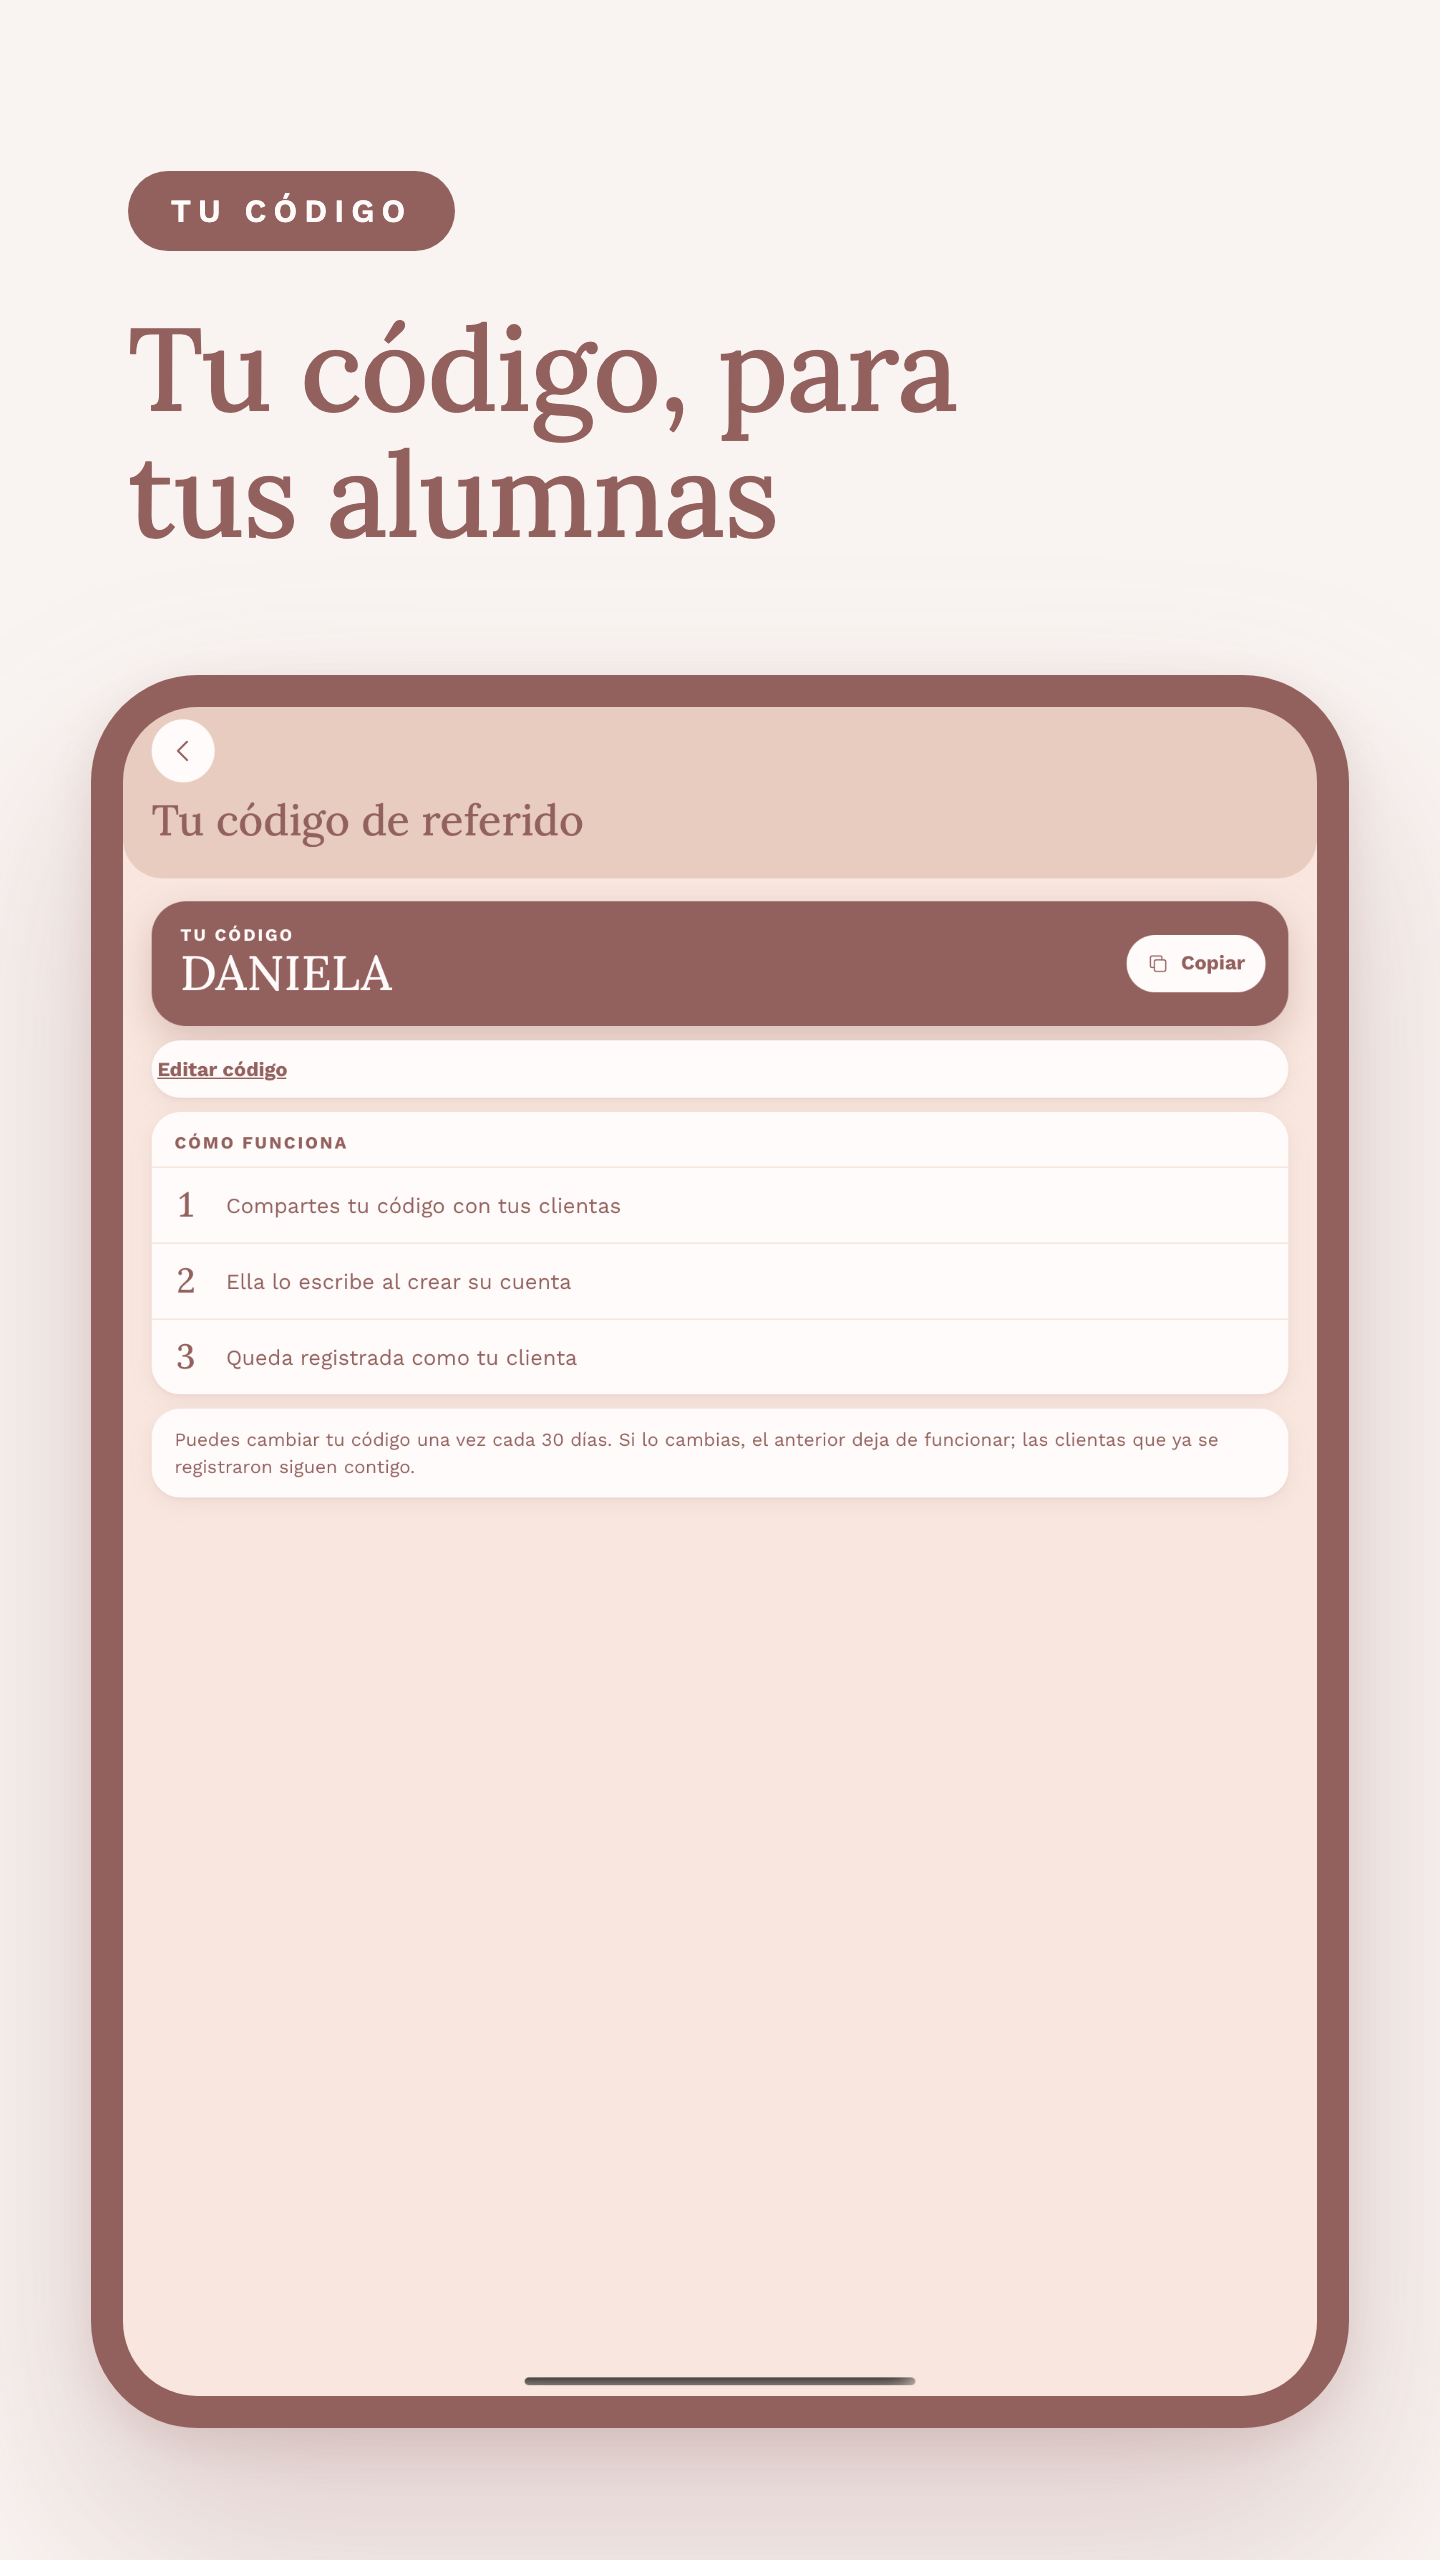 TU CÓDIGO
Tu código, para
tus alumnas
Tu código de referido
TU CÓDIGO
DANIELA
Copiar
Editar código
CÓMO FUNCIONA
1 Compartes tu código con tus clientas
2 Ella lo escribe al crear su cuenta
3 Queda registrada como tu clienta
Puedes cambiar tu código una vez cada 30 días. Si lo cambias, el anterior deja de funcionar; las clientas que ya se
registraron siguen contigo.